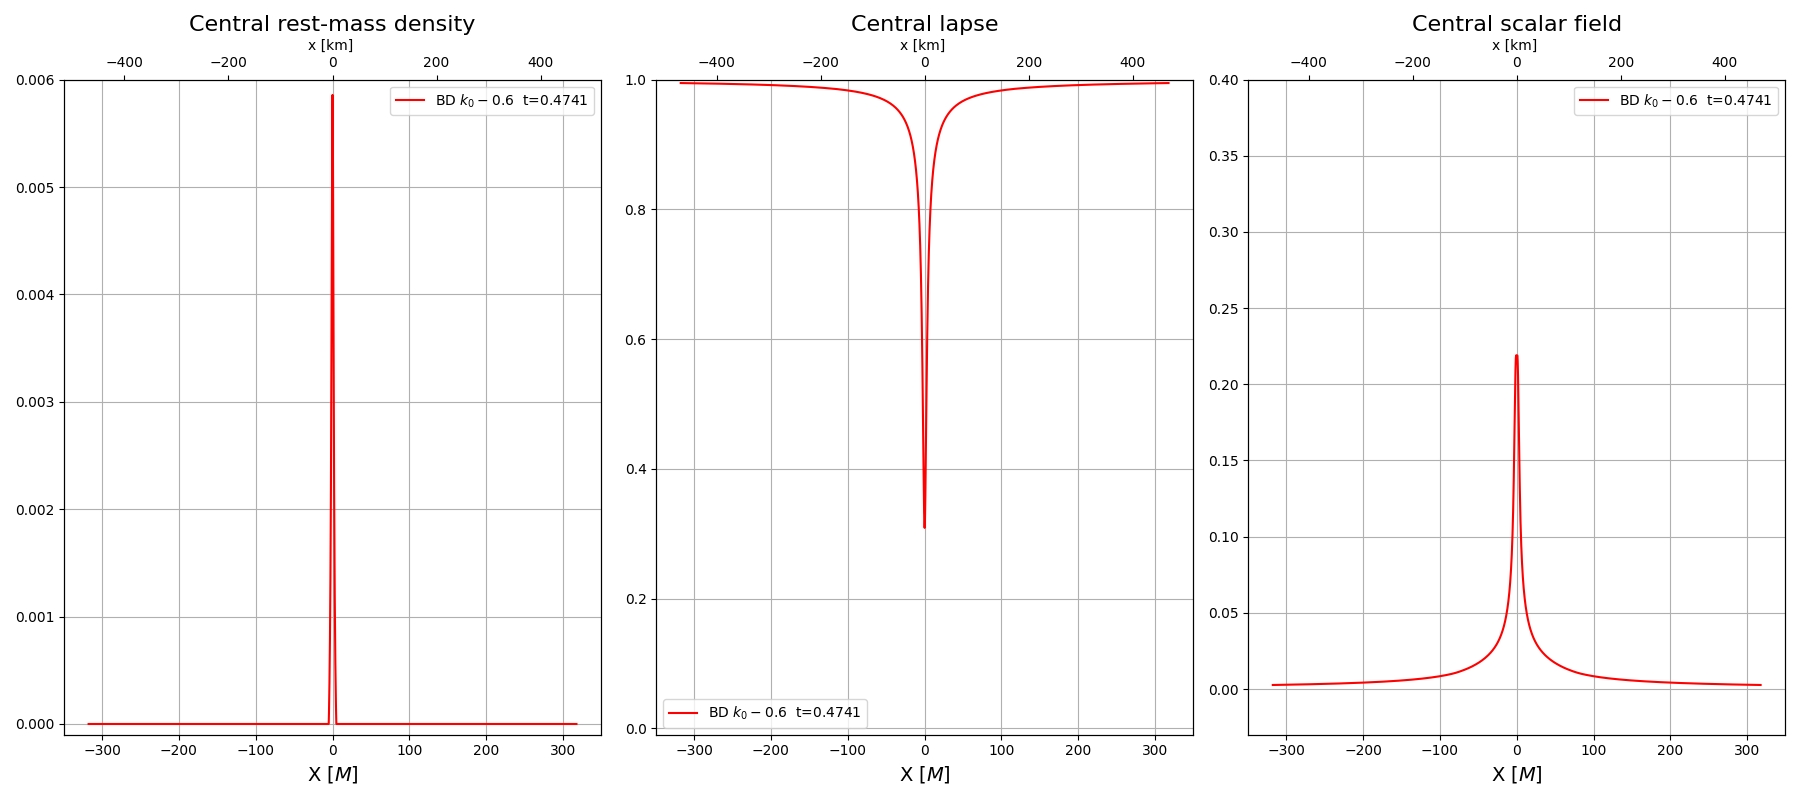 Central rest-mass density
x [km]
−400 −200 0 200 400
0.006
0.005
0.004
0.003
0.002
0.001
0.000
BD k₀ − 0.6 t=0.4741
−300 −200 −100 0 100 200 300
X [M]
Central lapse
x [km]
−400 −200 0 200 400
1.0
0.8
0.6
0.4
0.2
0.0
BD k₀ − 0.6 t=0.4741
−300 −200 −100 0 100 200 300
X [M]
Central scalar field
x [km]
−400 −200 0 200 400
0.40
0.35
0.30
0.25
0.20
0.15
0.10
0.05
0.00
BD k₀ − 0.6 t=0.4741
−300 −200 −100 0 100 200 300
X [M]